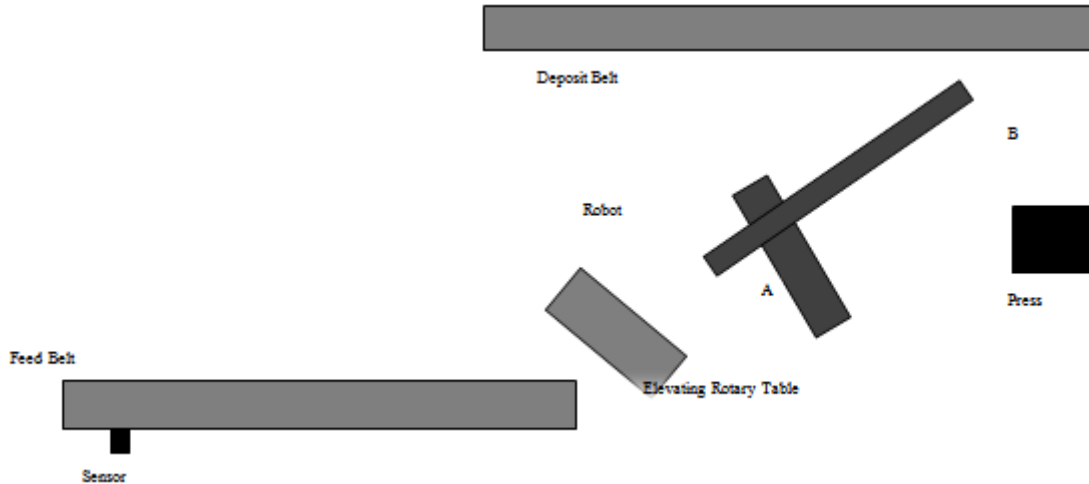 Deposit Belt
B
Robot
A
Press
Feed Belt
Elevating Rotary Table
Sensor